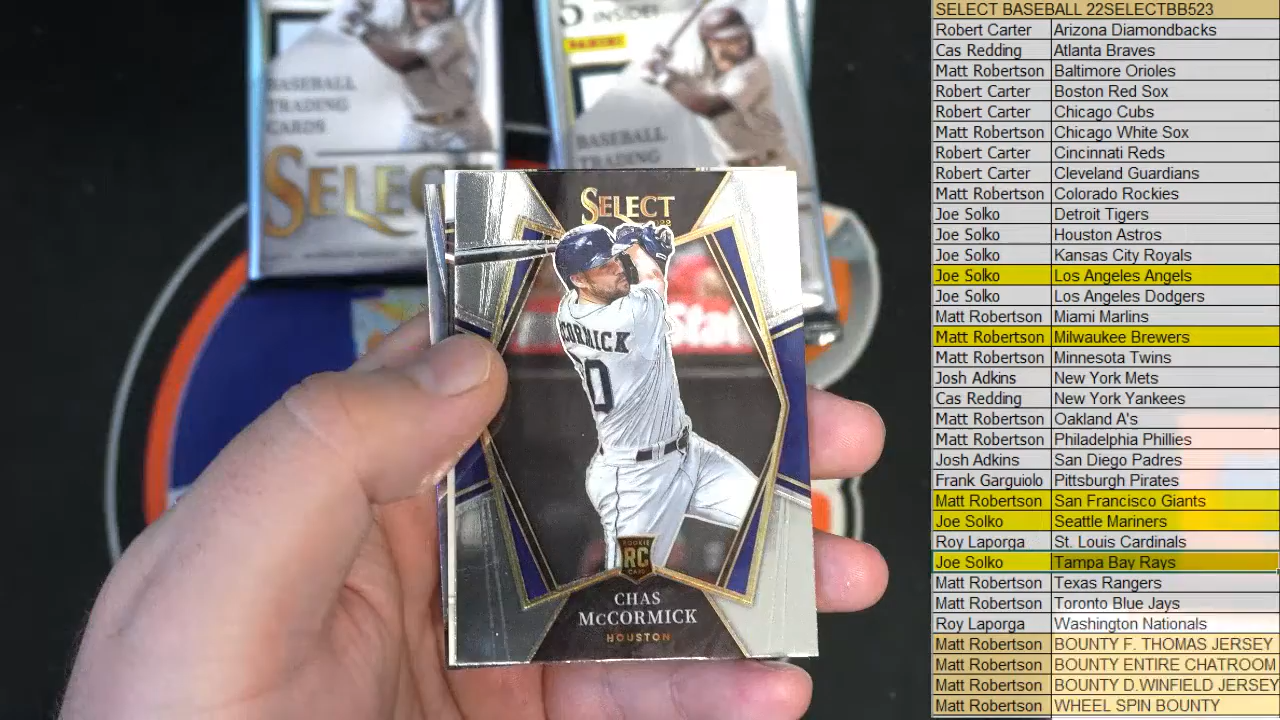 INSIDE!
PANINI
BASEBALL
TRADING
CARDS
SELECT
BASEBALL
TRADING
SELECT
McCORMICK
0
ROOKIE
RC
CARD
CHAS
McCORMICK
HOUSTON
SELECT BASEBALL 22SELECTBB523
Robert Carter Arizona Diamondbacks
Cas Redding Atlanta Braves
Matt Robertson Baltimore Orioles
Robert Carter Boston Red Sox
Robert Carter Chicago Cubs
Matt Robertson Chicago White Sox
Robert Carter Cincinnati Reds
Robert Carter Cleveland Guardians
Matt Robertson Colorado Rockies
Joe Solko Detroit Tigers
Joe Solko Houston Astros
Joe Solko Kansas City Royals
Joe Solko Los Angeles Angels
Joe Solko Los Angeles Dodgers
Matt Robertson Miami Marlins
Matt Robertson Milwaukee Brewers
Matt Robertson Minnesota Twins
Josh Adkins New York Mets
Cas Redding New York Yankees
Matt Robertson Oakland A's
Matt Robertson Philadelphia Phillies
Josh Adkins San Diego Padres
Frank Garguiolo Pittsburgh Pirates
Matt Robertson San Francisco Giants
Joe Solko Seattle Mariners
Roy Laporga St. Louis Cardinals
Joe Solko Tampa Bay Rays
Matt Robertson Texas Rangers
Matt Robertson Toronto Blue Jays
Roy Laporga Washington Nationals
Matt Robertson BOUNTY F. THOMAS JERSEY
Matt Robertson BOUNTY ENTIRE CHATROOM
Matt Robertson BOUNTY D.WINFIELD JERSEY
Matt Robertson WHEEL SPIN BOUNTY